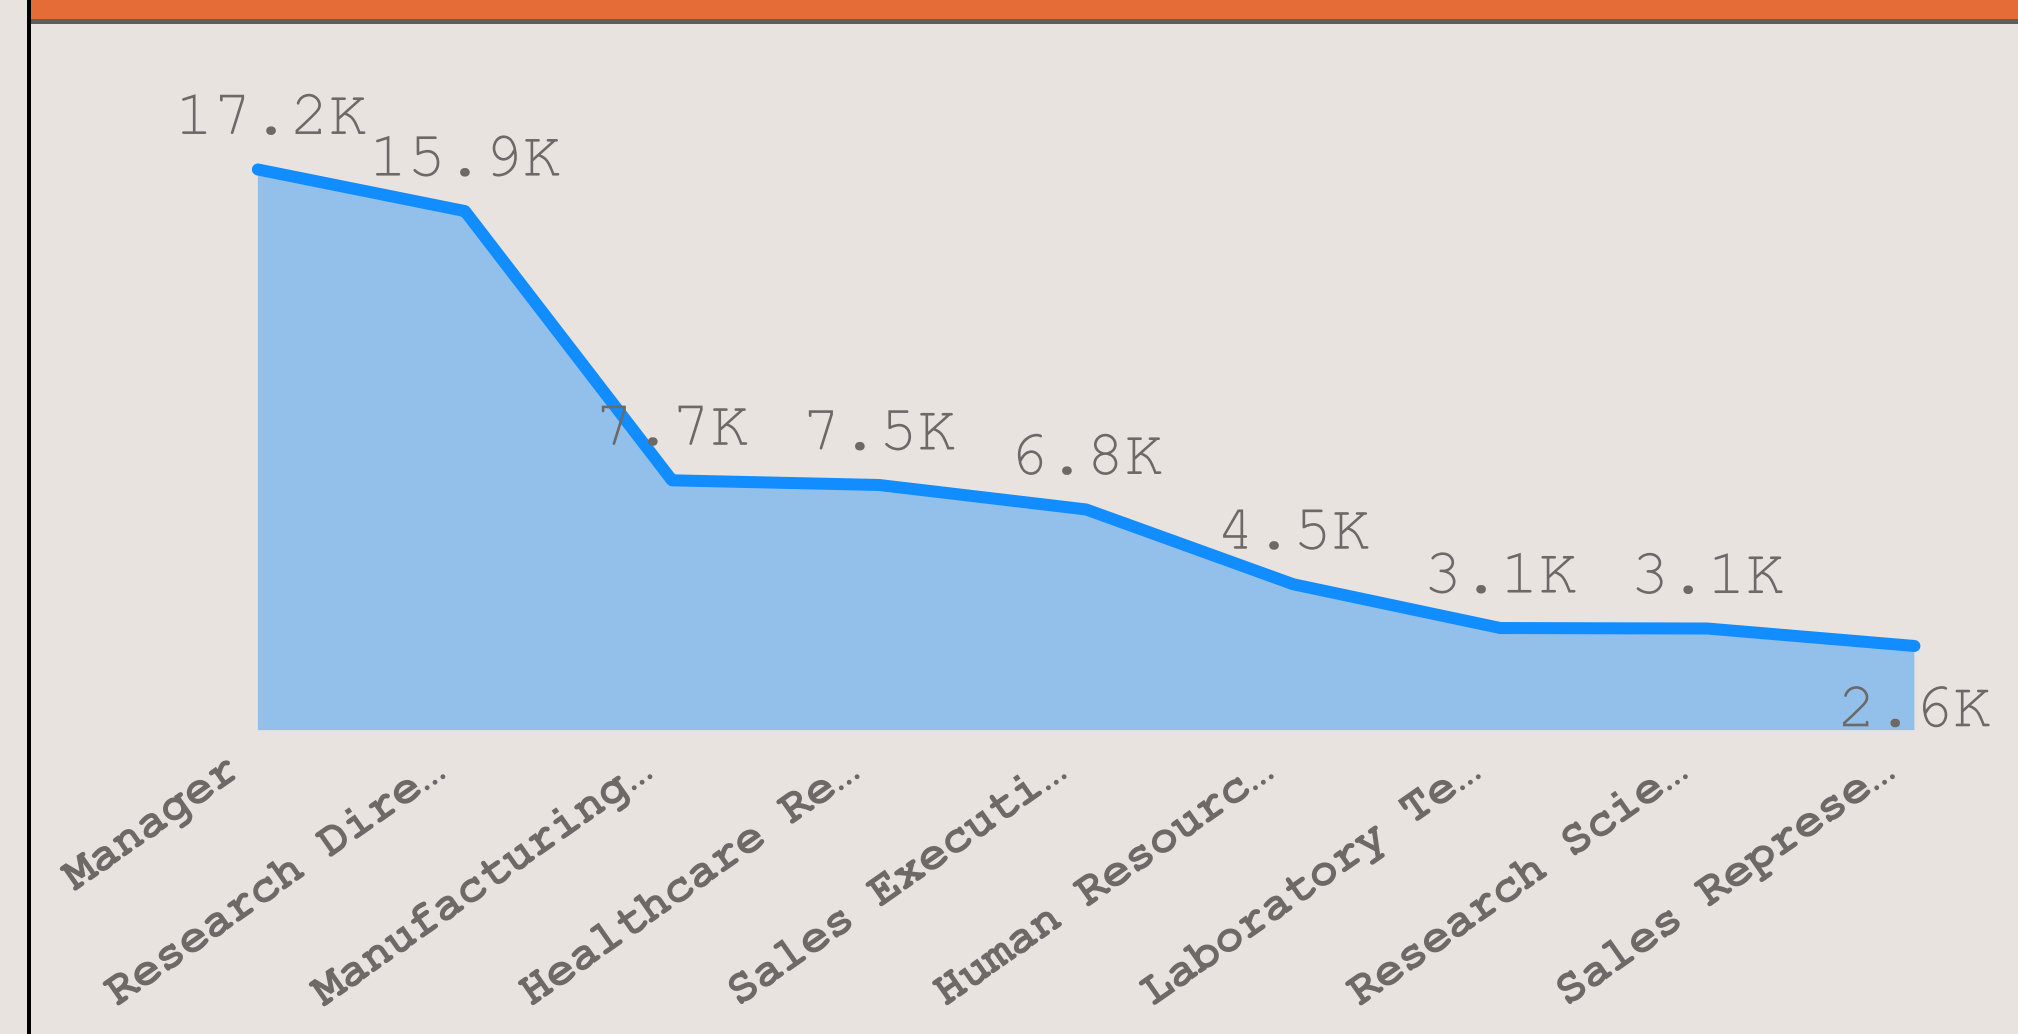 17.2K
15.9K
7.7K
7.5K
6.8K
4.5K
3.1K
3.1K
2.6K
Manager
Research Dire…
Manufacturing…
Healthcare Re…
Sales Executi…
Human Resourc…
Laboratory Te…
Research Scie…
Sales Represe…